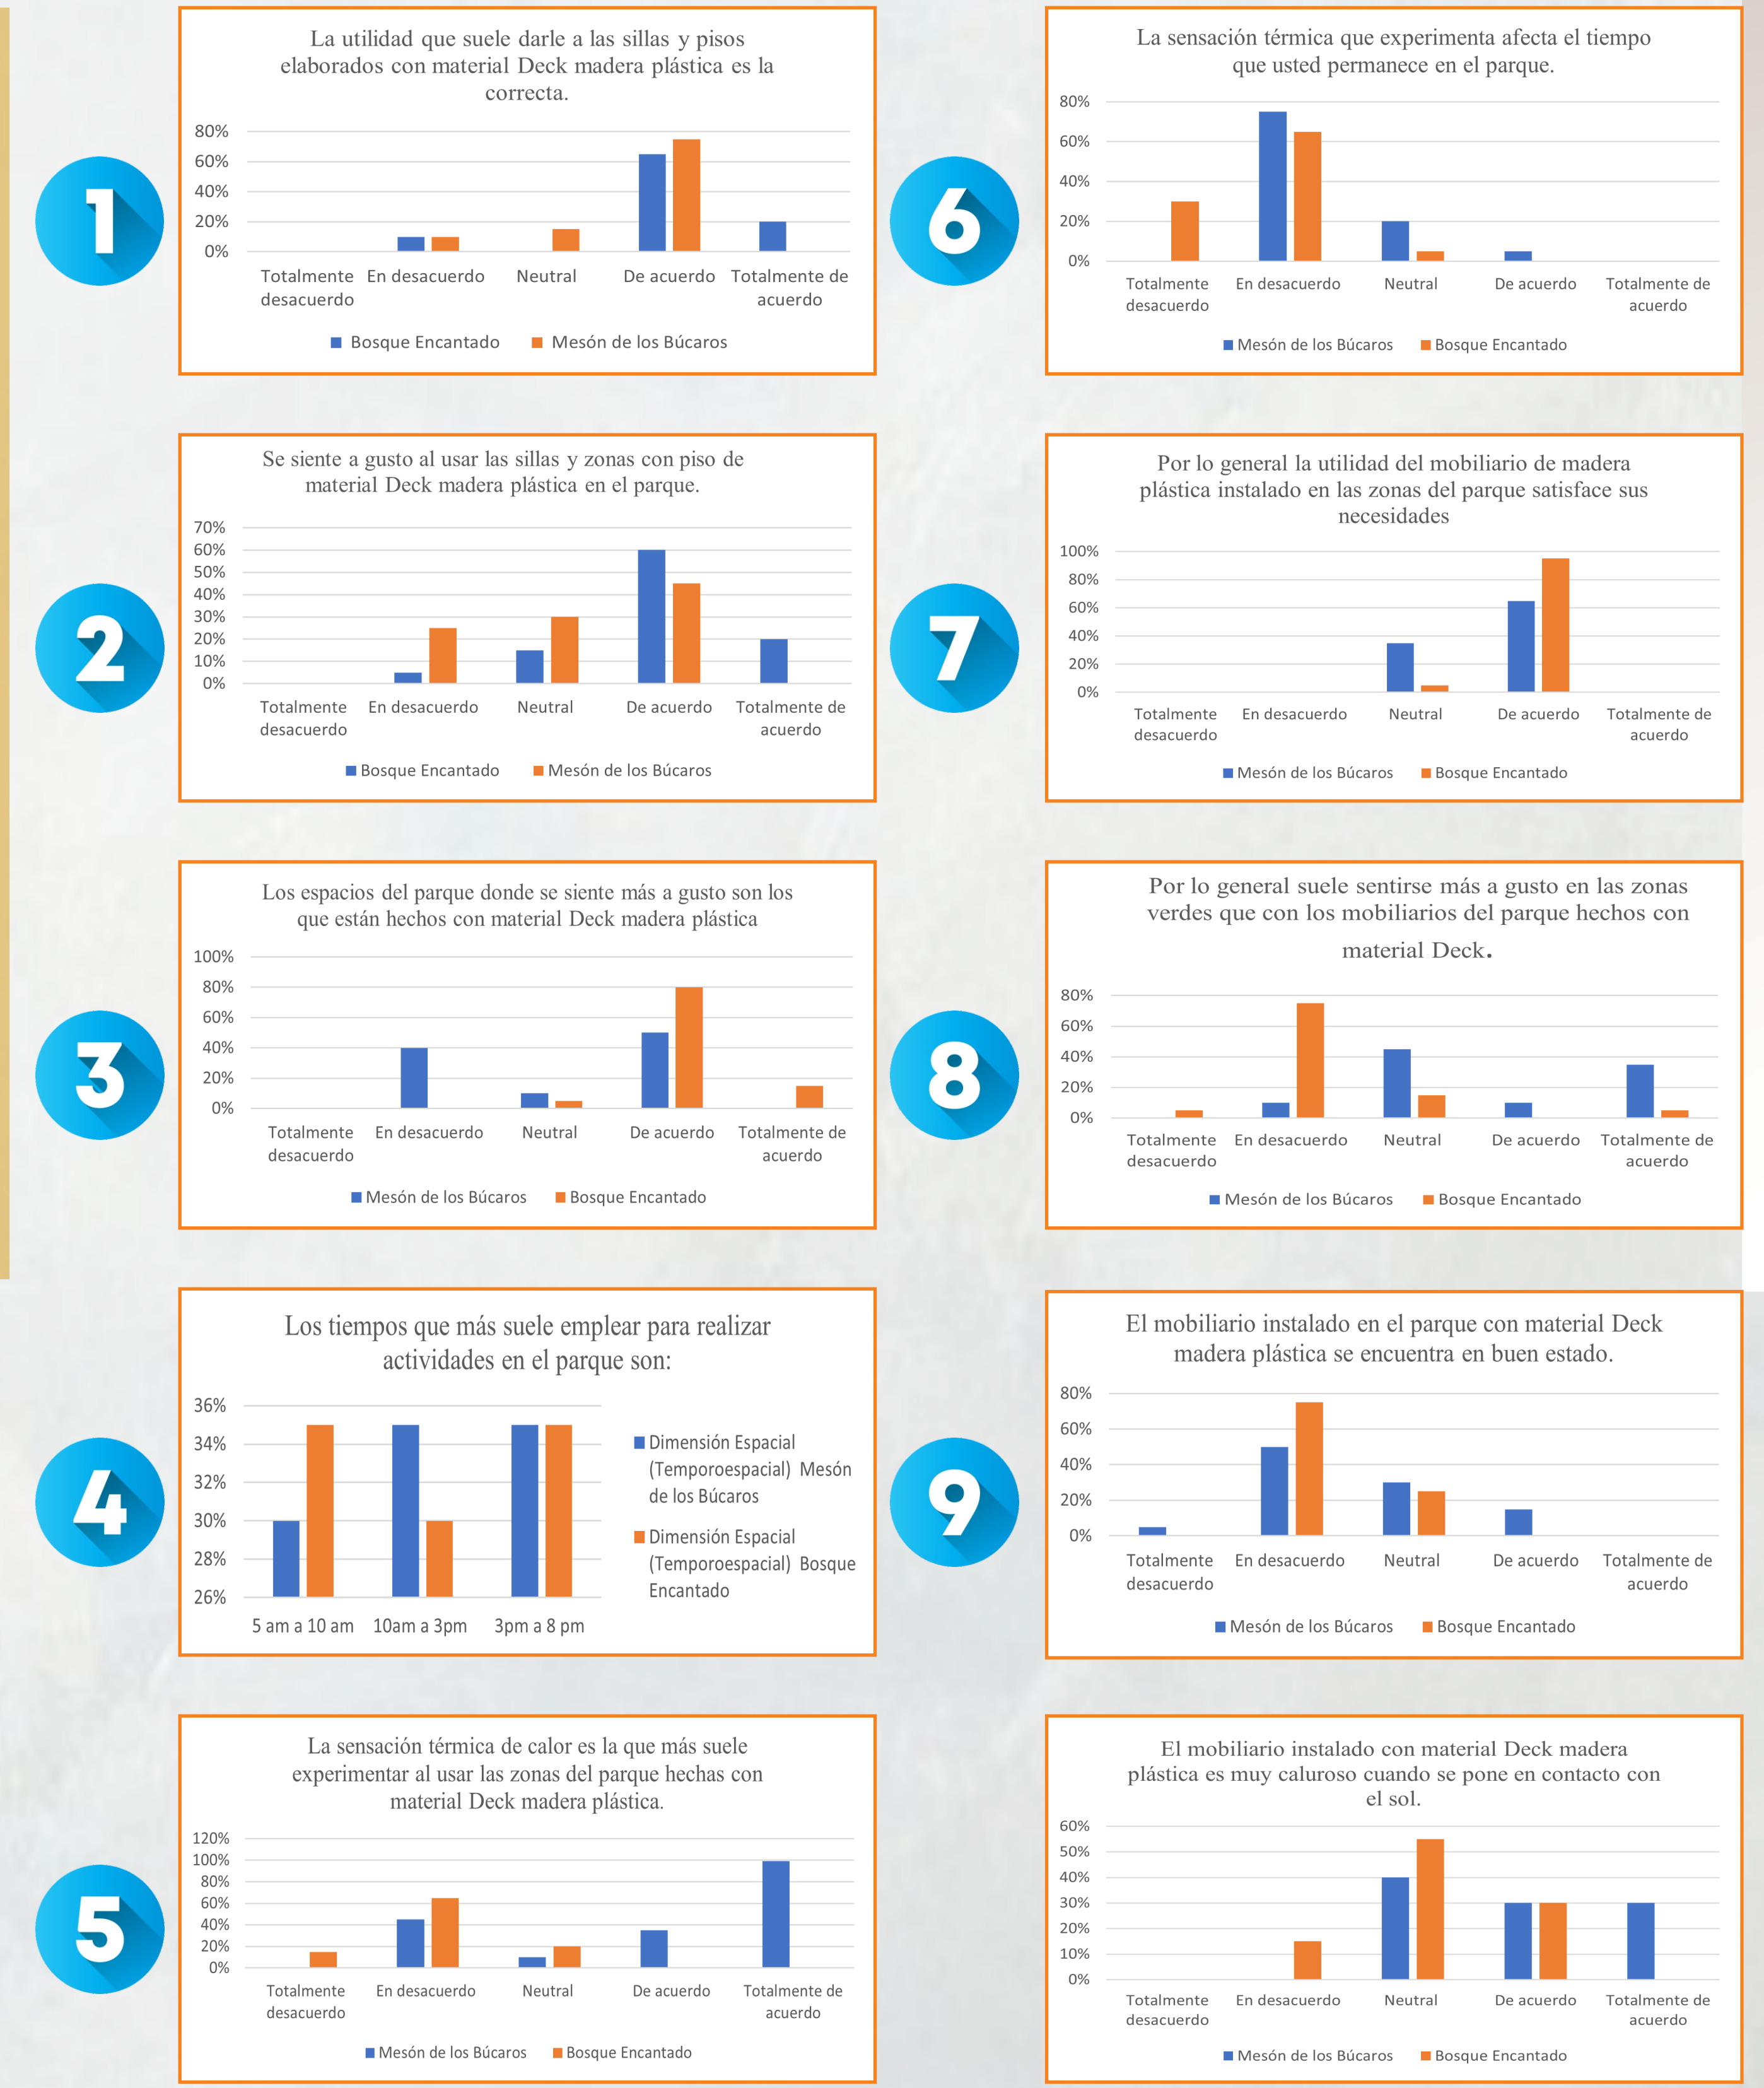 1
La utilidad que suele darle a las sillas y pisos
elaborados con material Deck madera plástica es la
correcta.
80%
60%
40%
20%
0%
Totalmente desacuerdo
En desacuerdo
Neutral
De acuerdo
Totalmente de acuerdo
Bosque Encantado
Mesón de los Búcaros
2
Se siente a gusto al usar las sillas y zonas con piso de
material Deck madera plástica en el parque.
70%
60%
50%
40%
30%
20%
10%
0%
Totalmente desacuerdo
En desacuerdo
Neutral
De acuerdo
Totalmente de acuerdo
Bosque Encantado
Mesón de los Búcaros
3
Los espacios del parque donde se siente más a gusto son los
que están hechos con material Deck madera plástica
100%
80%
60%
40%
20%
0%
Totalmente desacuerdo
En desacuerdo
Neutral
De acuerdo
Totalmente de acuerdo
Mesón de los Búcaros
Bosque Encantado
4
Los tiempos que más suele emplear para realizar
actividades en el parque son:
36%
34%
32%
30%
28%
26%
5 am a 10 am
10am a 3pm
3pm a 8 pm
Dimensión Espacial
(Temporoespacial) Mesón
de los Búcaros
Dimensión Espacial
(Temporoespacial) Bosque
Encantado
5
La sensación térmica de calor es la que más suele
experimentar al usar las zonas del parque hechas con
material Deck madera plástica.
120%
100%
80%
60%
40%
20%
0%
Totalmente desacuerdo
En desacuerdo
Neutral
De acuerdo
Totalmente de acuerdo
Mesón de los Búcaros
Bosque Encantado
6
La sensación térmica que experimenta afecta el tiempo
que usted permanece en el parque.
80%
60%
40%
20%
0%
Totalmente desacuerdo
En desacuerdo
Neutral
De acuerdo
Totalmente de acuerdo
Mesón de los Búcaros
Bosque Encantado
7
Por lo general la utilidad del mobiliario de madera
plástica instalado en las zonas del parque satisface sus
necesidades
100%
80%
60%
40%
20%
0%
Totalmente desacuerdo
En desacuerdo
Neutral
De acuerdo
Totalmente de acuerdo
Mesón de los Búcaros
Bosque Encantado
8
Por lo general suele sentirse más a gusto en las zonas
verdes que con los mobiliarios del parque hechos con
material Deck.
80%
60%
40%
20%
0%
Totalmente desacuerdo
En desacuerdo
Neutral
De acuerdo
Totalmente de acuerdo
Mesón de los Búcaros
Bosque Encantado
9
El mobiliario instalado en el parque con material Deck
madera plástica se encuentra en buen estado.
80%
60%
40%
20%
0%
Totalmente desacuerdo
En desacuerdo
Neutral
De acuerdo
Totalmente de acuerdo
Mesón de los Búcaros
Bosque Encantado
El mobiliario instalado con material Deck madera
plástica es muy caluroso cuando se pone en contacto con
el sol.
60%
50%
40%
30%
20%
10%
0%
Totalmente desacuerdo
En desacuerdo
Neutral
De acuerdo
Totalmente de acuerdo
Mesón de los Búcaros
Bosque Encantado